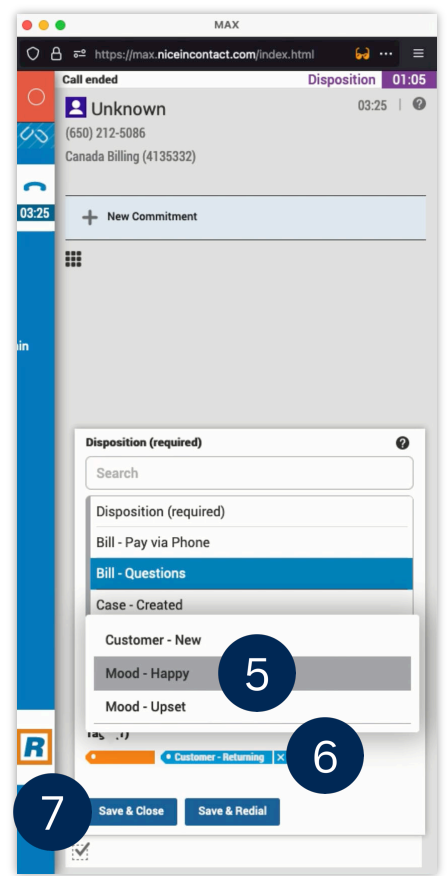 MAX
https://max.niceincontact.com/index.html
Call ended
Disposition 01:05
Unknown
03:25 | ?
(650) 212-5086
Canada Billing (4135332)
03:25
+ New Commitment
in
Disposition (required)
?
Search
Disposition (required)
Bill - Pay via Phone
Bill - Questions
Case - Created
Customer - New
Mood - Happy
5
Mood - Upset
Customer - Returning ×
6
R
7
Save & Close
Save & Redial